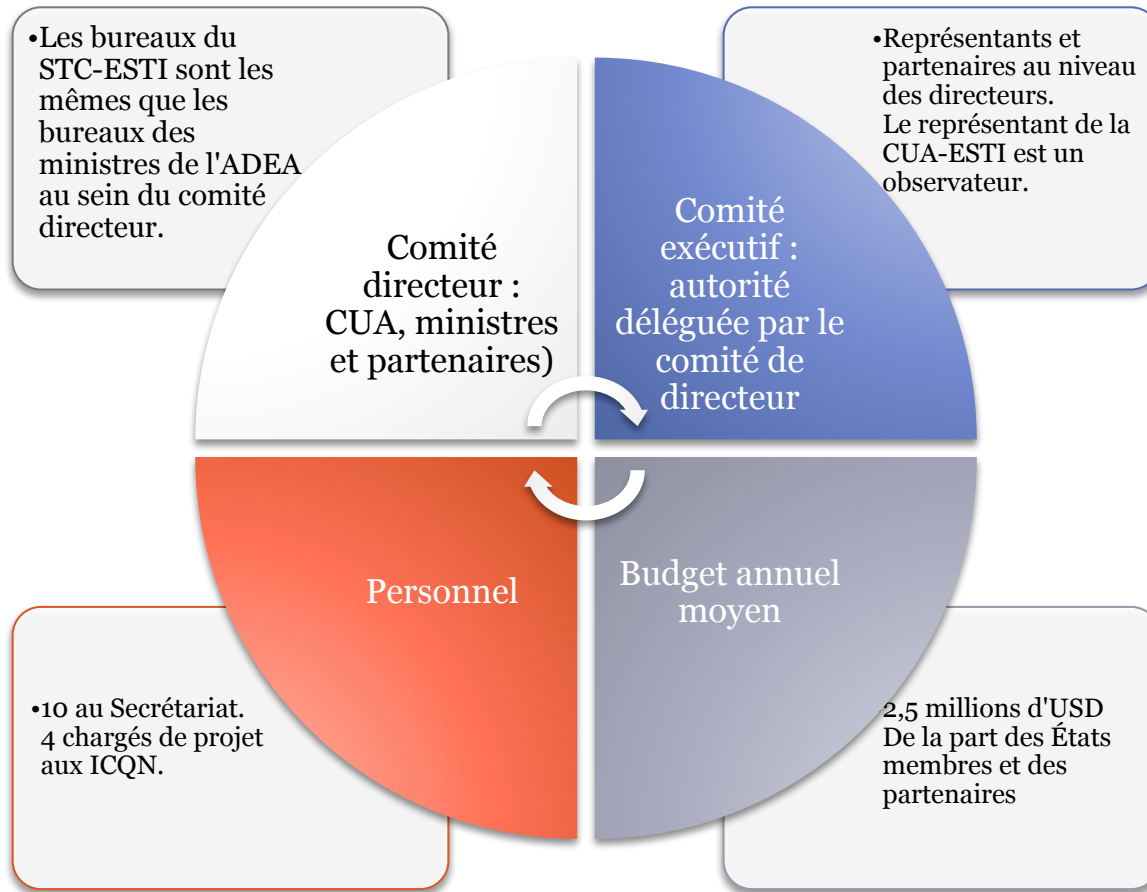 •Les bureaux du
STC-ESTI sont les
mêmes que les
bureaux des
ministres de l'ADEA
au sein du comité
directeur.
•Représentants et
partenaires au niveau
des directeurs.
Le représentant de la
CUA-ESTI est un
observateur.
Comité
directeur :
CUA, ministres
et partenaires)
Comité
exécutif :
autorité
déléguée par le
comité de
directeur
Personnel
Budget annuel
moyen
•10 au Secrétariat.
4 chargés de projet
aux ICQN.
•2,5 millions d'USD
De la part des États
membres et des
partenaires